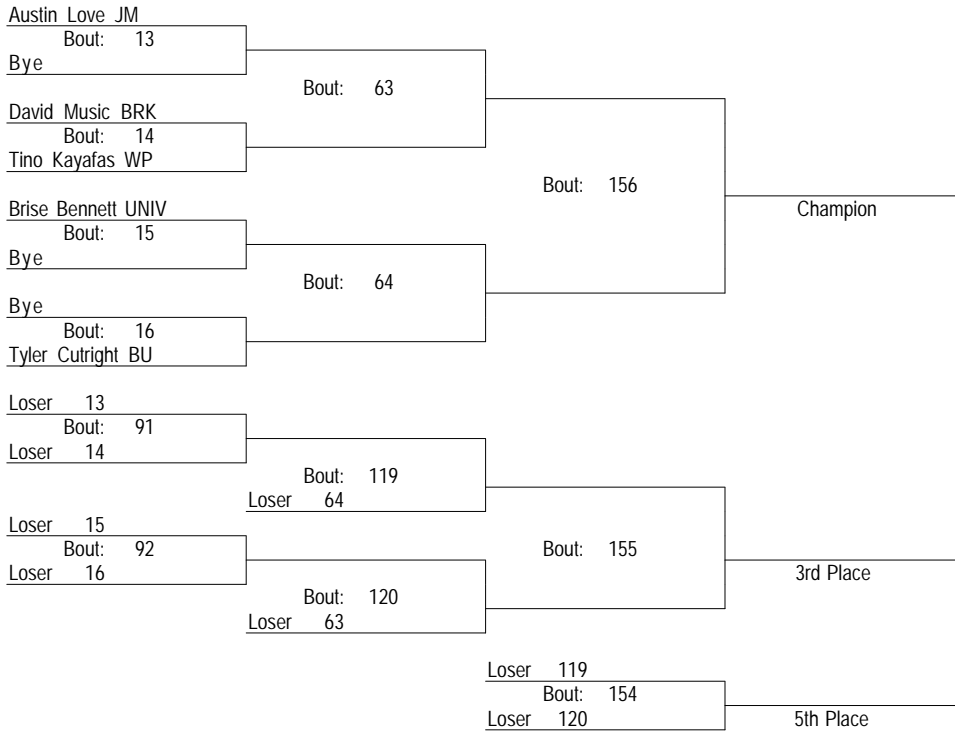 Austin Love JM
Bout: 13
Bye
Bout: 63
David Music BRK
Bout: 14
Tino Kayafas WP
Bout: 156
Brise Bennett UNIV
Champion
Bout: 15
Bye
Bout: 64
Bye
Bout: 16
Tyler Cutright BU
Loser 13
Bout: 91
Loser 14
Bout: 119
Loser 64
Loser 15
Bout: 92
Bout: 155
Loser 16
3rd Place
Bout: 120
Loser 63
Loser 119
Bout: 154
Loser 120
5th Place